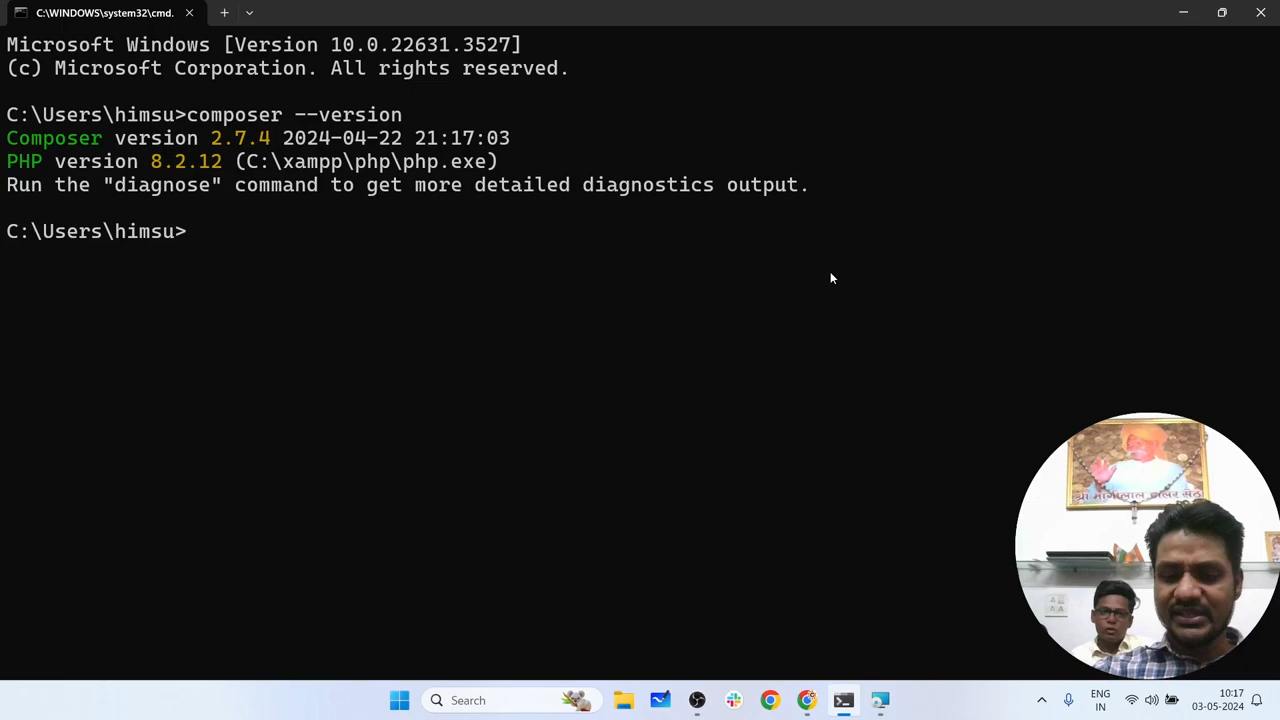 C:\WINDOWS\system32\cmd.
Microsoft Windows [Version 10.0.22631.3527]
(c) Microsoft Corporation. All rights reserved.
C:\Users\himsu>composer --version
Composer version 2.7.4 2024-04-22 21:17:03
PHP version 8.2.12 (C:\xampp\php\php.exe)
Run the "diagnose" command to get more detailed diagnostics output.
C:\Users\himsu>
श्री मांगीलाल
Search
ENG
IN
10:17
03-05-2024